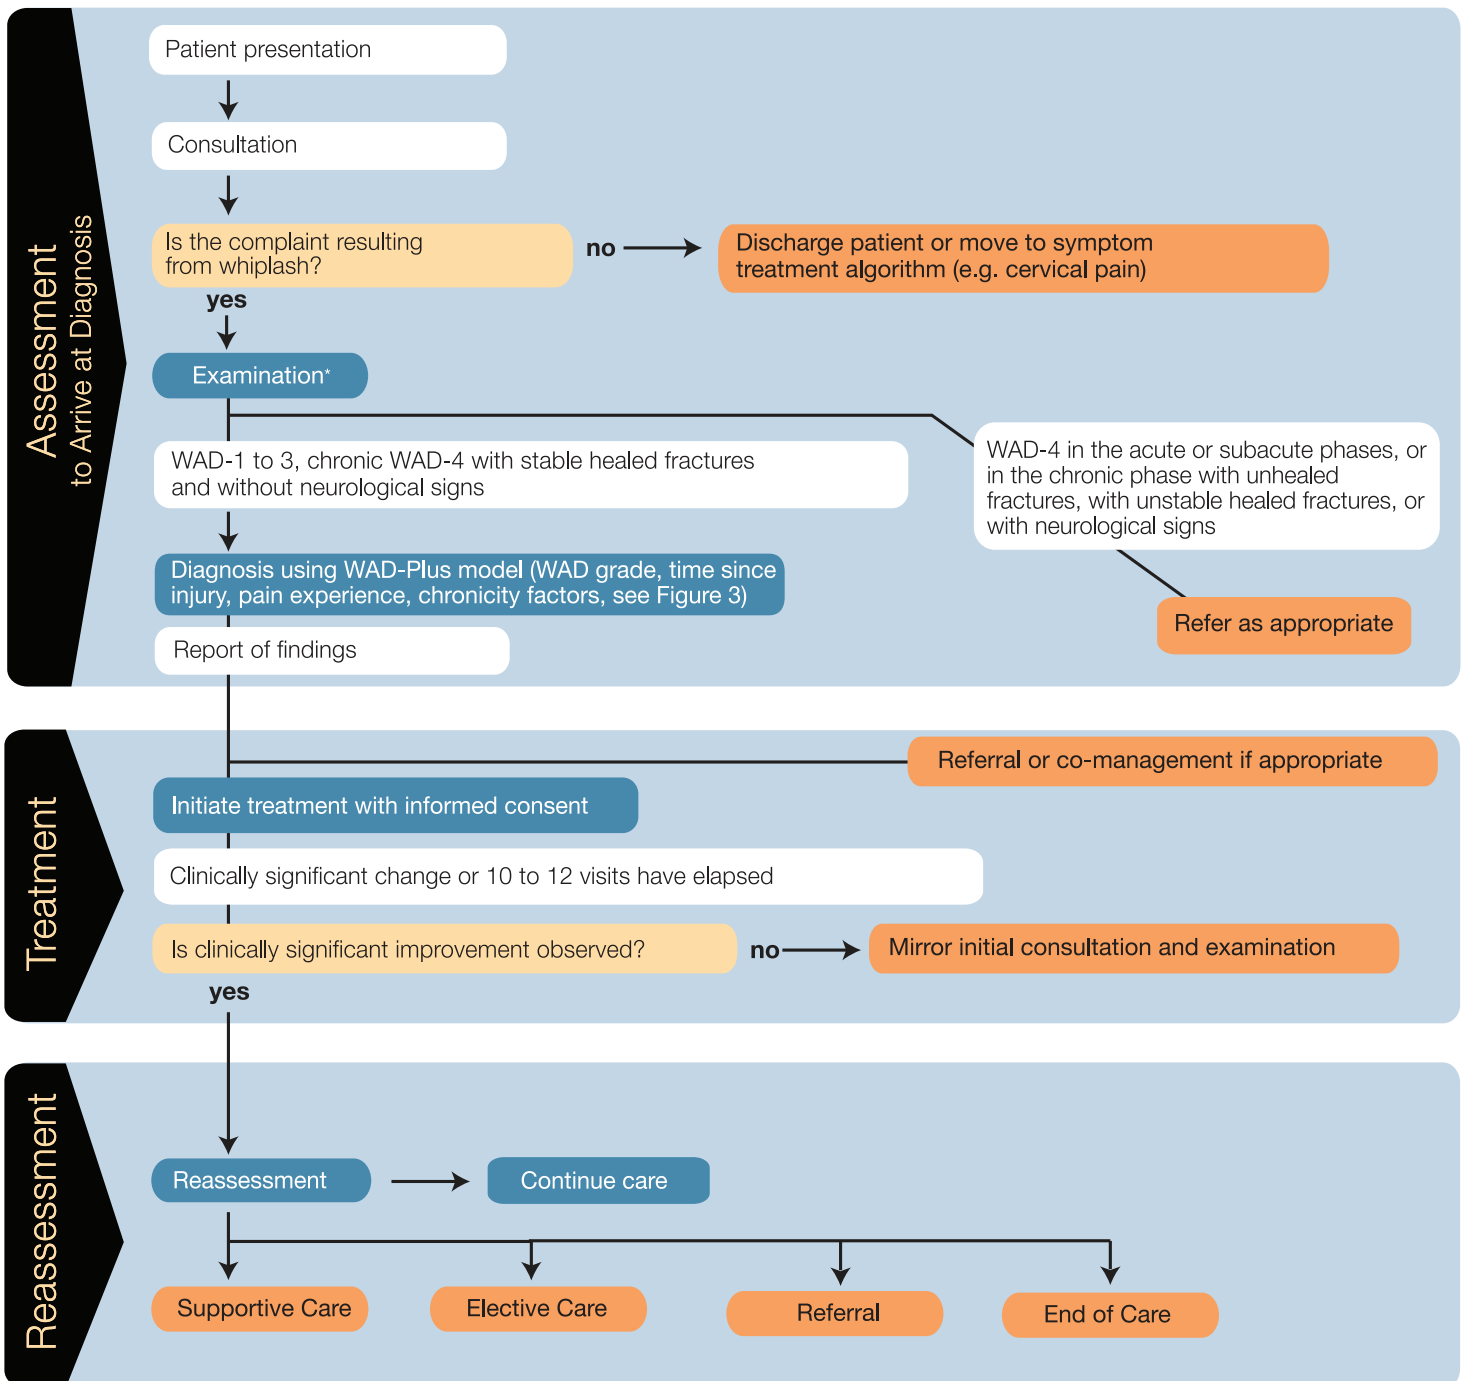 Assessment
to Arrive at Diagnosis
Patient presentation
Consultation
Is the complaint resulting
from whiplash?
no
Discharge patient or move to symptom
treatment algorithm (e.g. cervical pain)
yes
Examination*
WAD-1 to 3, chronic WAD-4 with stable healed fractures
and without neurological signs
WAD-4 in the acute or subacute phases, or
in the chronic phase with unhealed
fractures, with unstable healed fractures, or
with neurological signs
Diagnosis using WAD-Plus model (WAD grade, time since
injury, pain experience, chronicity factors, see Figure 3)
Refer as appropriate
Report of findings
Treatment
Referral or co-management if appropriate
Initiate treatment with informed consent
Clinically significant change or 10 to 12 visits have elapsed
Is clinically significant improvement observed?
no
Mirror initial consultation and examination
yes
Reassessment
Reassessment
Continue care
Supportive Care
Elective Care
Referral
End of Care